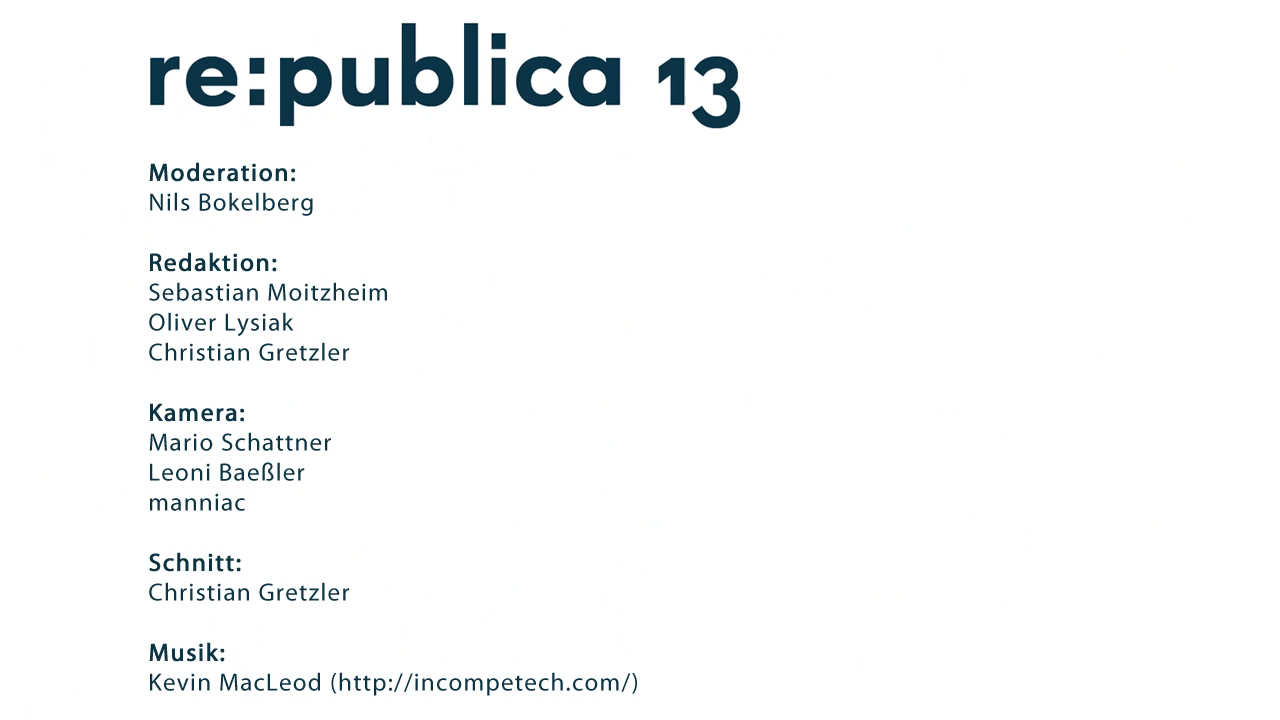 re:publica 13
Moderation:
Nils Bokelberg
Redaktion:
Sebastian Moitzheim
Oliver Lysiak
Christian Gretzler
Kamera:
Mario Schattner
Leoni Baeßler
manniac
Schnitt:
Christian Gretzler
Musik:
Kevin MacLeod (http://incompetech.com/)